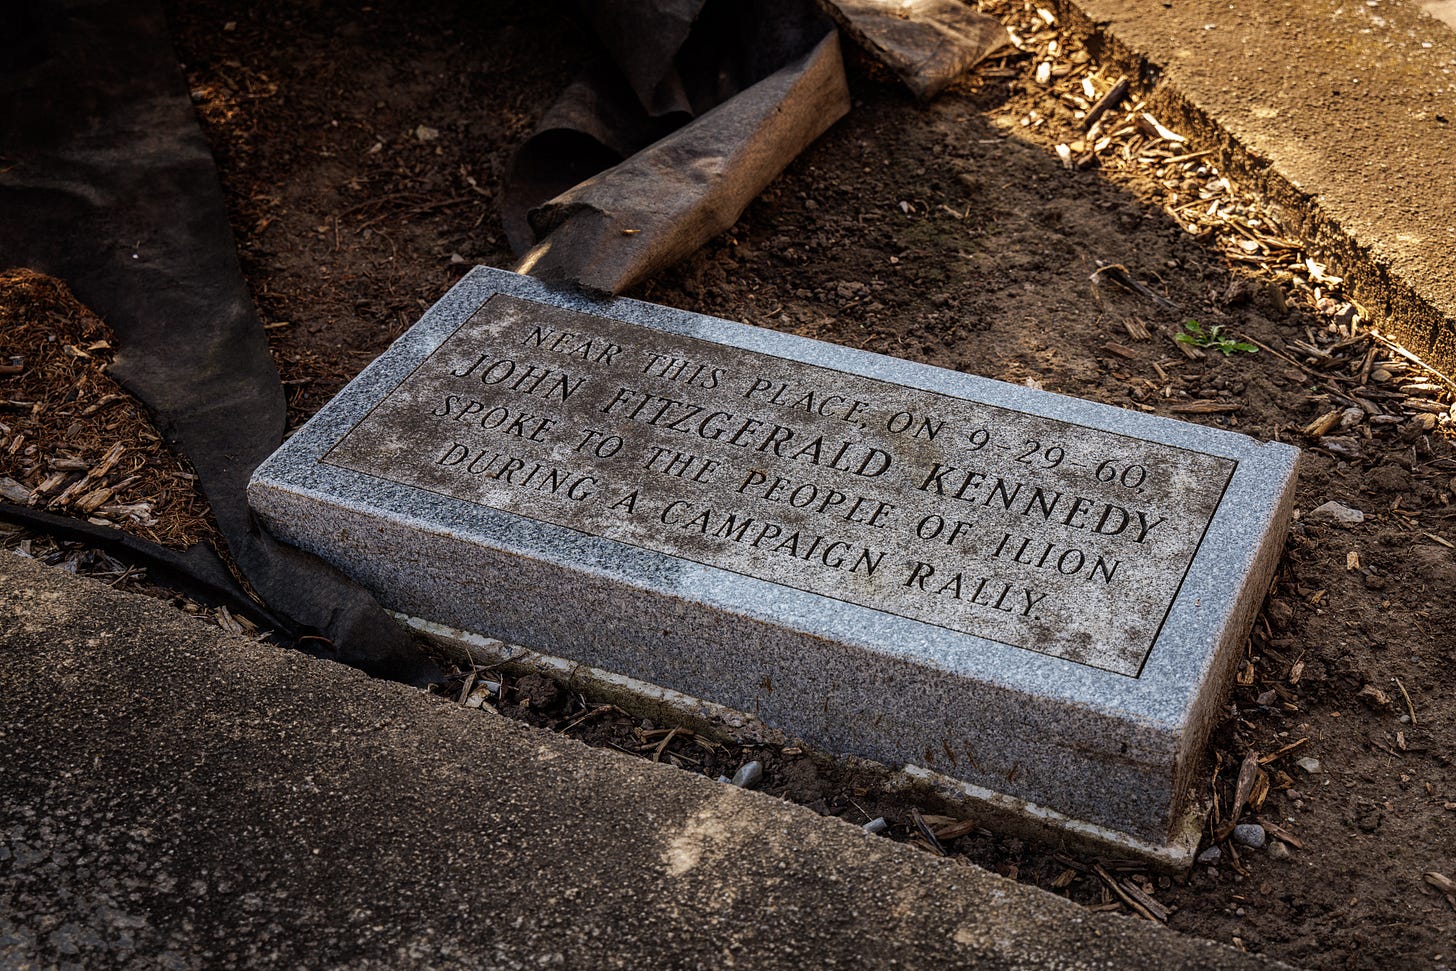 NEAR THIS PLACE, ON 9-29-60,
JOHN FITZGERALD KENNEDY
SPOKE TO THE PEOPLE OF ILION
DURING A CAMPAIGN RALLY.